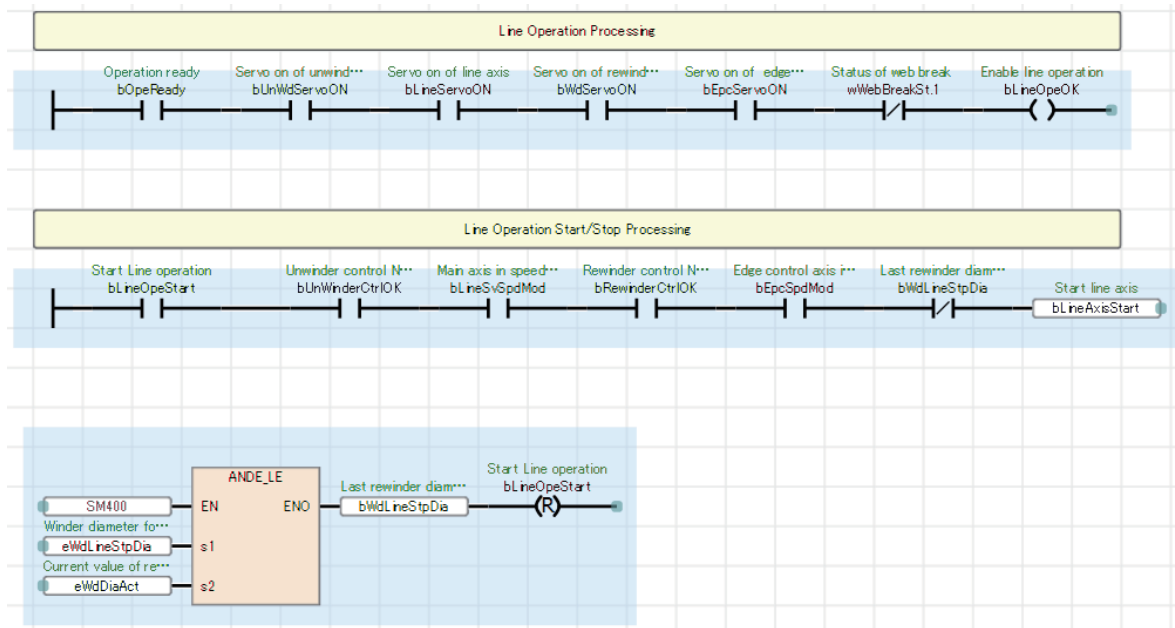 Line Operation Processing
Operation ready Servo on of unwind··· Servo on of line axis Servo on of rewind··· Servo on of edge··· Status of web break Enable line operation
bOpeReady bUnWdServoON bLineServoON bWdServoON bEpcServoON wWebBreakSt.1 bLineOpeOK
Line Operation Start/Stop Processing
Start Line operation Unwinder control N··· Main axis in speed··· Rewinder control N··· Edge control axis i··· Last rewinder diam···
bLineOpeStart bUnWinderCtrlOK bLineSvSpdMod bRewinderCtrlOK bEpcSpdMod bWdLineStpDia Start line axis
bLineAxisStart
ANDE_LE Start Line operation
Last rewinder diam··· bLineOpeStart
SM400 EN ENO bWdLineStpDia R
Winder diameter fo···
eWdLineStpDia s1
Current value of re···
eWdDiaAct s2